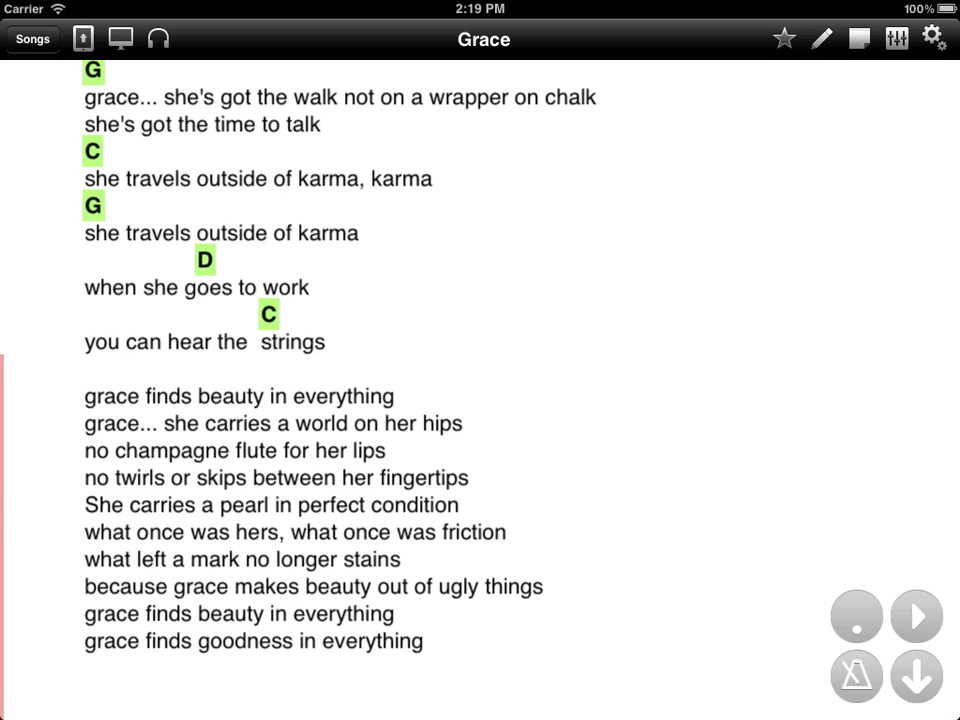 Carrier 2:19 PM 100%
Songs Grace
G
grace... she's got the walk not on a wrapper on chalk
she's got the time to talk
C
she travels outside of karma, karma
G
she travels outside of karma
D
when she goes to work
C
you can hear the strings
grace finds beauty in everything
grace... she carries a world on her hips
no champagne flute for her lips
no twirls or skips between her fingertips
She carries a pearl in perfect condition
what once was hers, what once was friction
what left a mark no longer stains
because grace makes beauty out of ugly things
grace finds beauty in everything
grace finds goodness in everything